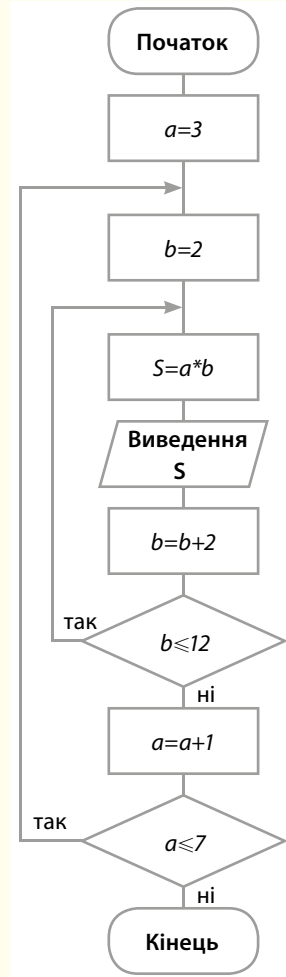 Початок
a=3
b=2
S=a*b
Виведення
S
b=b+2
так
b⩽12
ні
a=a+1
так
a⩽7
ні
Кінець